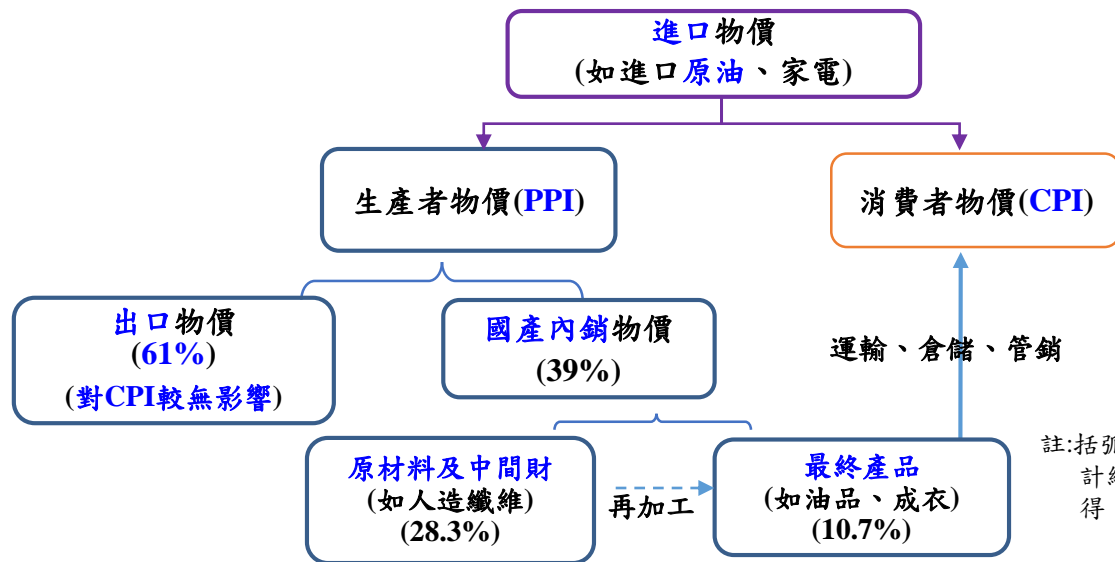 進口物價
(如進口原油、家電)
生產者物價(PPI)
消費者物價(CPI)
出口物價
(61%)
(對CPI較無影響)
國產內銷物價
(39%)
運輸、倉儲、管銷
原材料及中間財
(如人造纖維)
(28.3%)
再加工
最終產品
(如油品、成衣)
(10.7%)
註:括弧
計
得